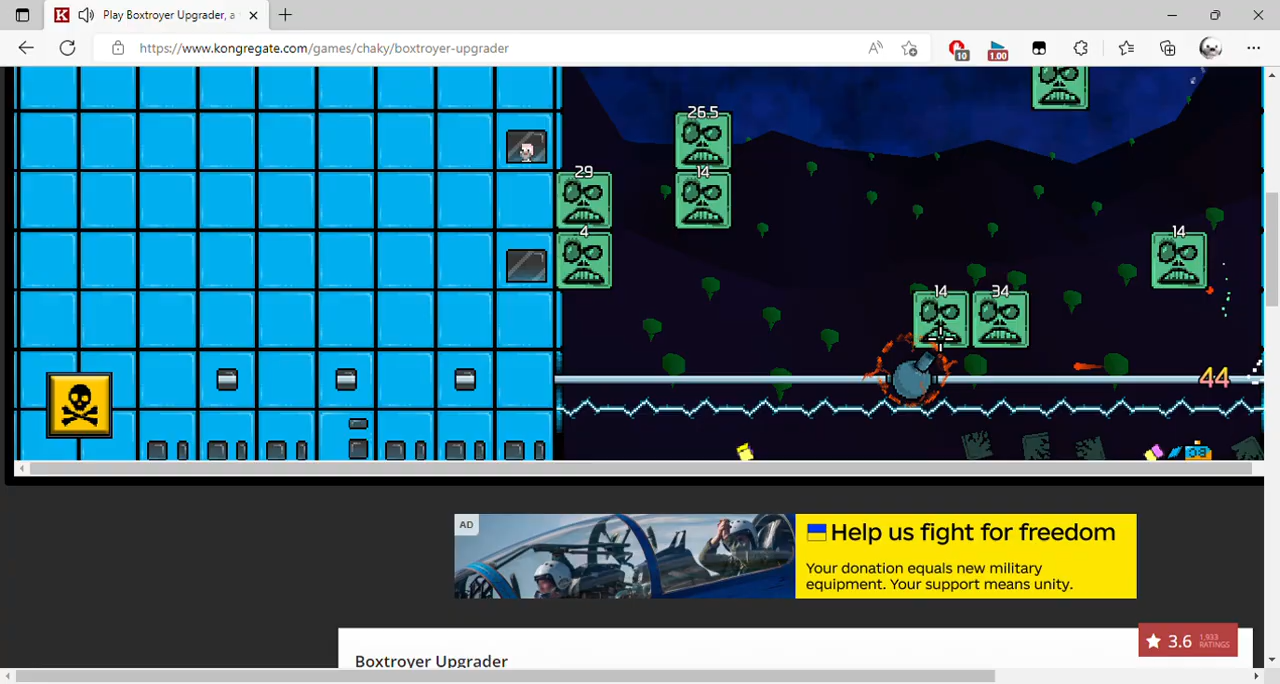 Play Boxtroyer Upgrader, a
https://www.kongregate.com/games/chaky/boxtroyer-upgrader
10
1.00
26.5
29
14
4
14
14
34
44
AD
Help us fight for freedom
Your donation equals new military
equipment. Your support means unity.
3.6
1,933
RATINGS
Boxtroyer Upgrader